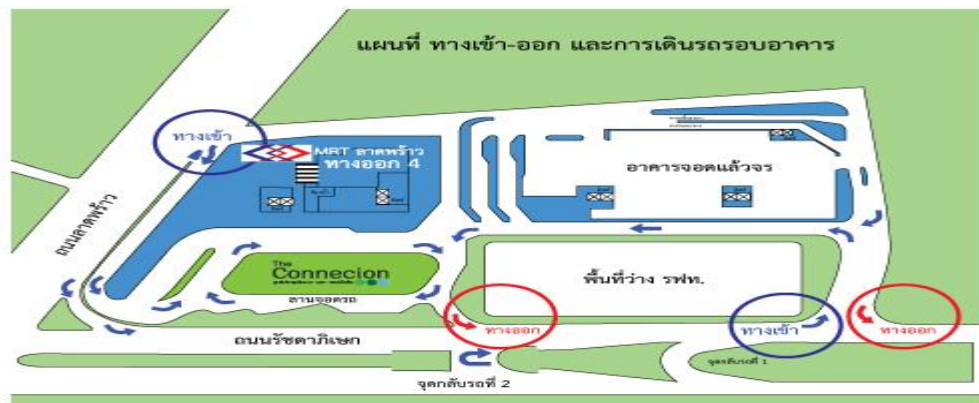 แผนที่ ทางเข้า-ออก และการเดินรถรอบอาคาร
ทางเข้า
MRT ลาดพร้าว
ทางออก 4
อาคารจอดแล้วจร
ถนนลาดพร้าว
The
Connecion
ลานจอดรถ
พื้นที่ว่าง รฟท.
ทางออก
ทางเข้า
ทางออก
ถนนรัชดาภิเษก
จุดกลับรถที่ 1
จุดกลับรถที่ 2